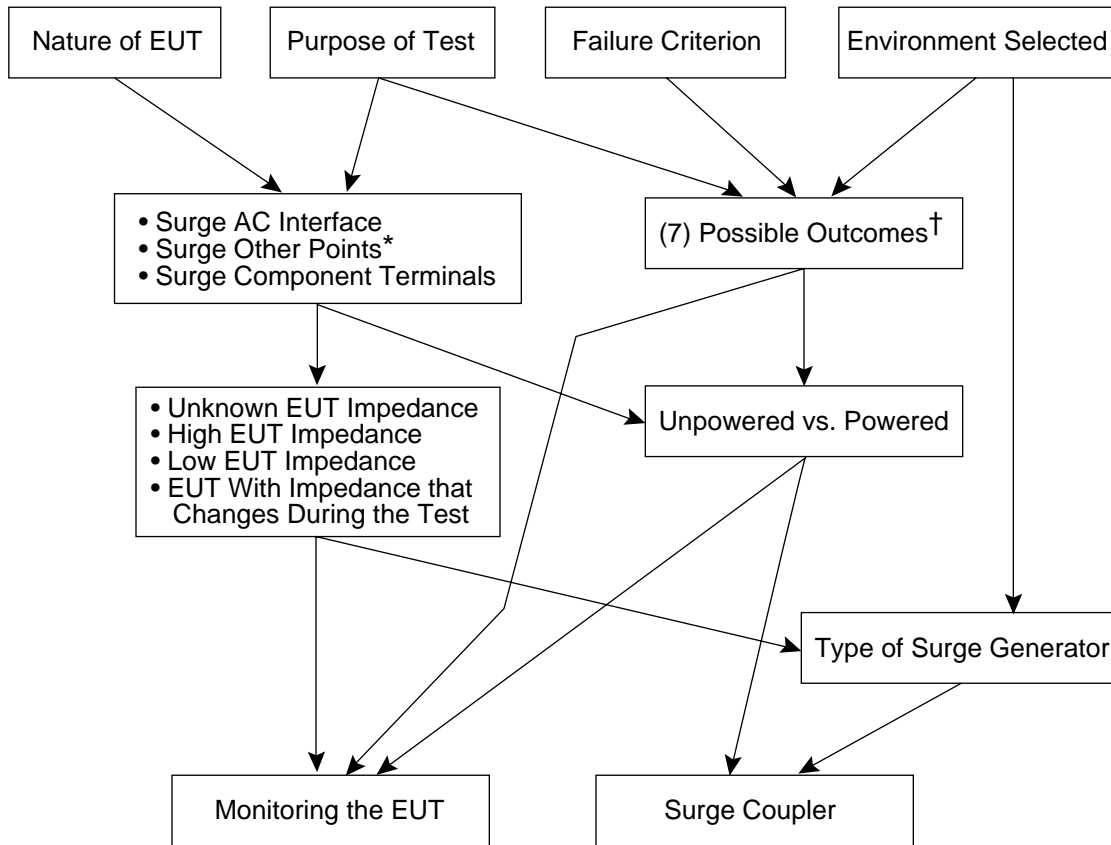 Nature of EUT
Purpose of Test
Failure Criterion
Environment Selected
• Surge AC Interface
• Surge Other Points*
• Surge Component Terminals
(7) Possible Outcomes†
• Unknown EUT Impedance
• High EUT Impedance
• Low EUT Impedance
• EUT With Impedance that
Changes During the Test
Unpowered vs. Powered
Type of Surge Generator
Monitoring the EUT
Surge Coupler